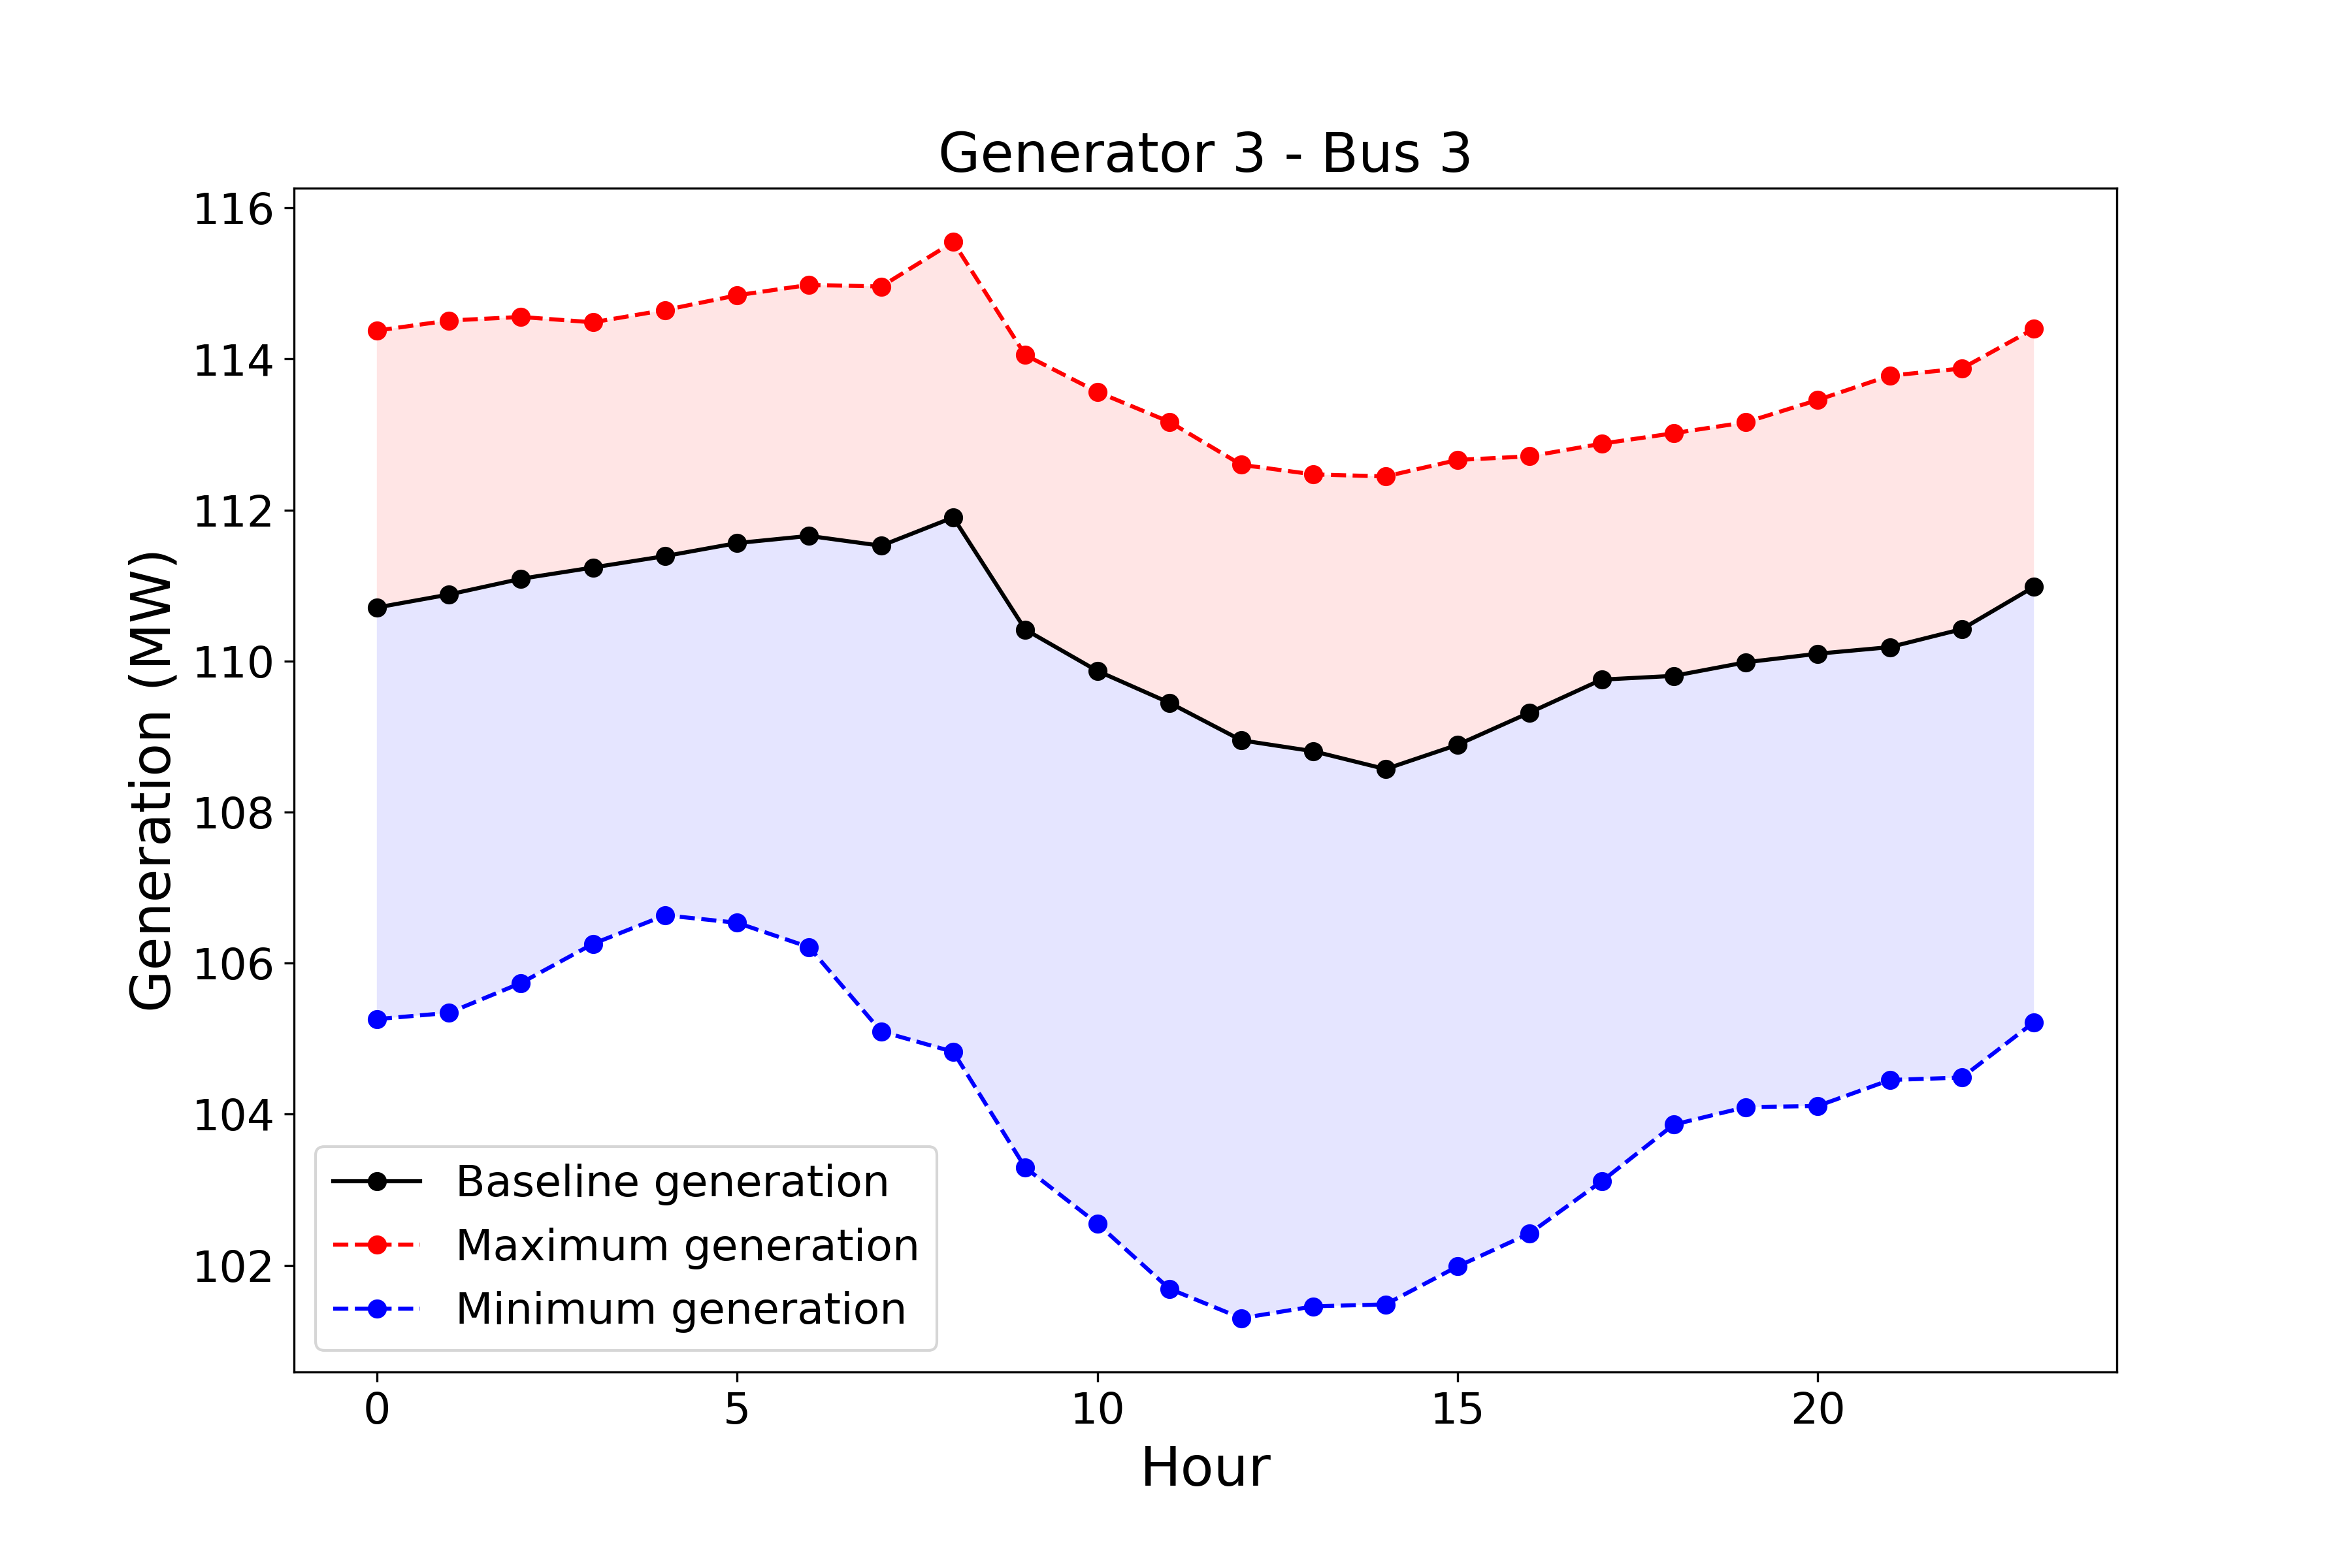 Generator 3 - Bus 3
116
114
112
110
108
106
104
102
Generation (MW)
Baseline generation
Maximum generation
Minimum generation
0 5 10 15 20
Hour